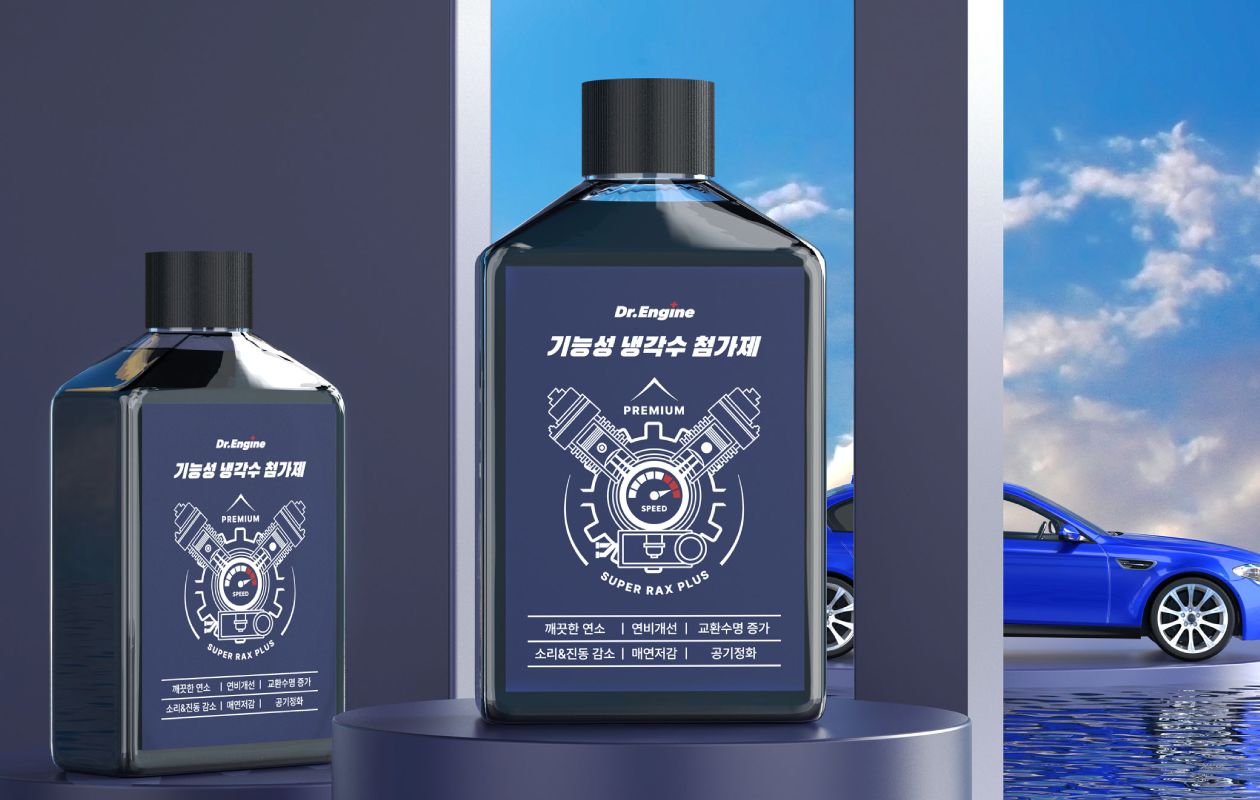 Dr.Engine
기능성 냉각수 첨가제
PREMIUM
SPEED
SUPER RAX PLUS
깨끗한 연소 | 연비개선 | 교환수명 증가
소리&진동 감소 | 매연저감 | 공기정화
Dr.Engine
기능성 냉각수 첨가제
PREMIUM
SPEED
SUPER RAX PLUS
깨끗한 연소 | 연비개선 | 교환수명 증가
소리&진동 감소 | 매연저감 | 공기정화